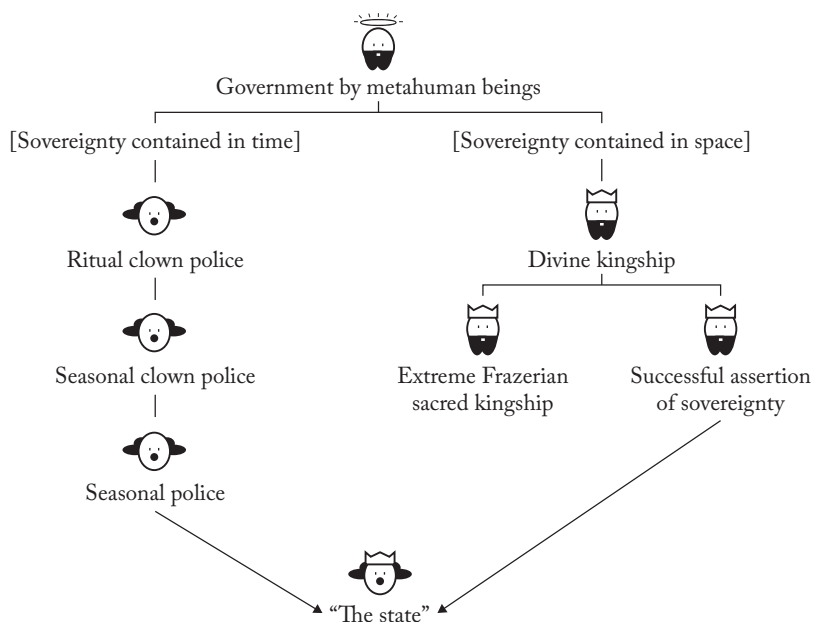 Government by metahuman beings
[Sovereignty contained in time]
[Sovereignty contained in space]
Ritual clown police
Divine kingship
Seasonal clown police
Extreme Frazerian
sacred kingship
Successful assertion
of sovereignty
Seasonal police
“The state”